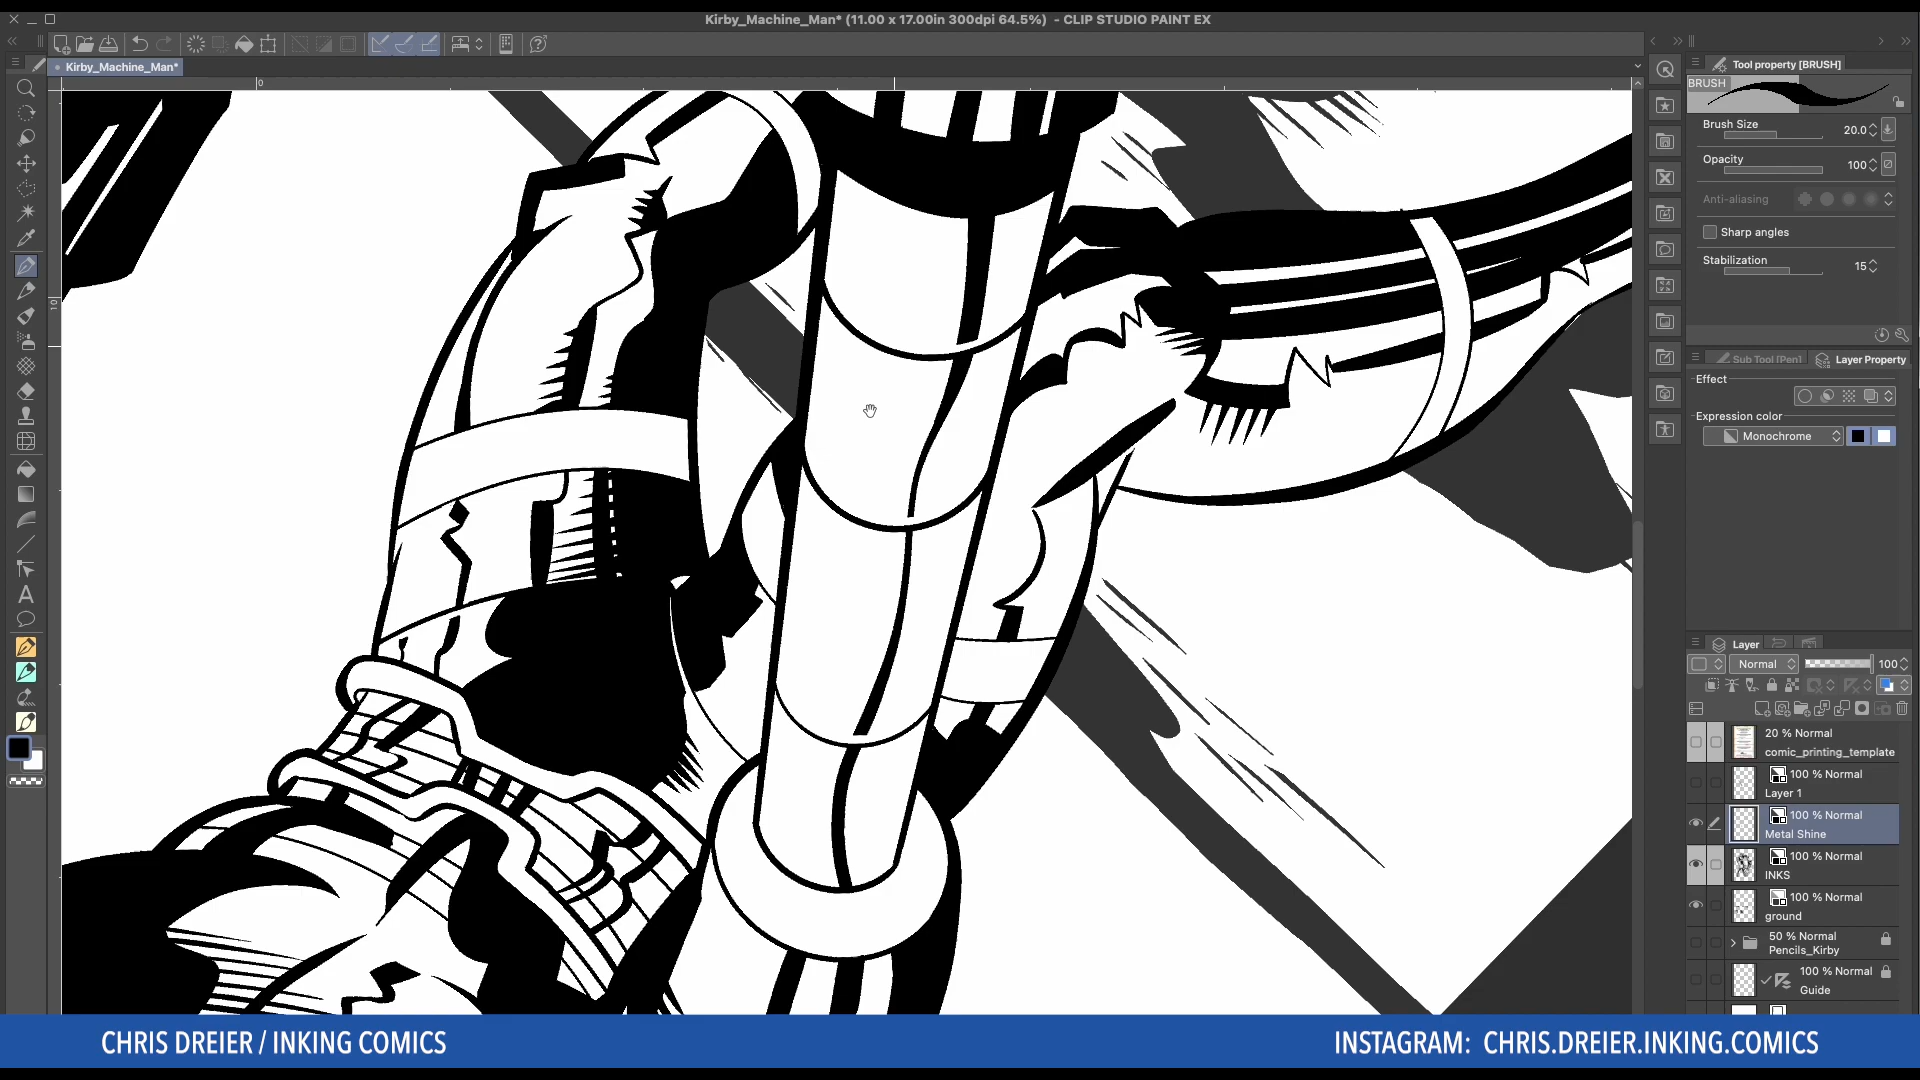 Kirby_Machine_Man* (11.00 x 17.00in 300dpi 64.5%) - CLIP STUDIO PAINT EX
Kirby_Machine_Man*
0
10
Tool property [BRUSH]
BRUSH
Brush Size 20.0
Opacity 100
Anti-aliasing
Sharp angles
Stabilization 15
Sub Tool [Pen] Layer Property
Effect
Expression color
Monochrome
Layer
Normal 100
20 % Normal
comic_printing_template
100 % Normal
Layer 1
100 % Normal
Metal Shine
100 % Normal
INKS
100 % Normal
ground
50 % Normal
Pencils_Kirby
100 % Normal
Guide
CHRIS DREIER / INKING COMICS
INSTAGRAM: CHRIS.DREIER.INKING.COMICS